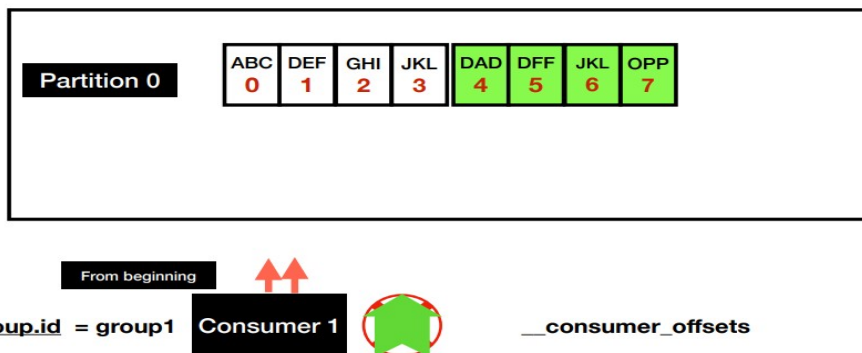 ABC DEF GHI JKL DAD DFF JKL OPP
Partition 0
0 1 2 3 4 5 6 7
From beginning
oup.id = group1 Consumer 1 __consumer_offsets